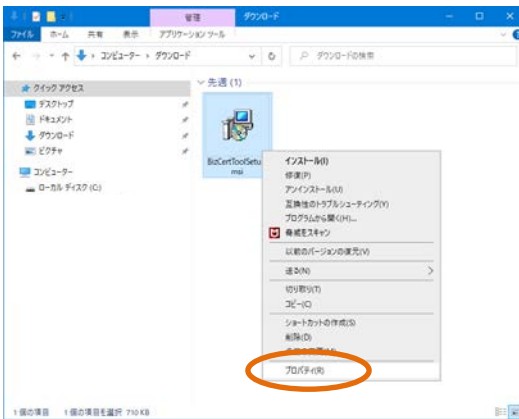 管理
ダウンロード
ファイル ホーム 共有 表示 アプリケーション ツール
コンピューター › ダウンロード
ダウンロードの検索
クイック アクセス
デスクトップ
ドキュメント
ダウンロード
ピクチャ
コンピューター
ローカル ディスク (C:)
先週 (1)
BizCertToolSetu
msi
インストール(I)
修復(P)
アンインストール(U)
互換性のトラブルシューティング(Y)
プログラムから開く(H)...
脅威をスキャン
以前のバージョンの復元(V)
送る(N)
切り取り(T)
コピー(C)
ショートカットの作成(S)
削除(D)
プロパティ(R)
1 個の項目 1 個の項目を選択 710 KB